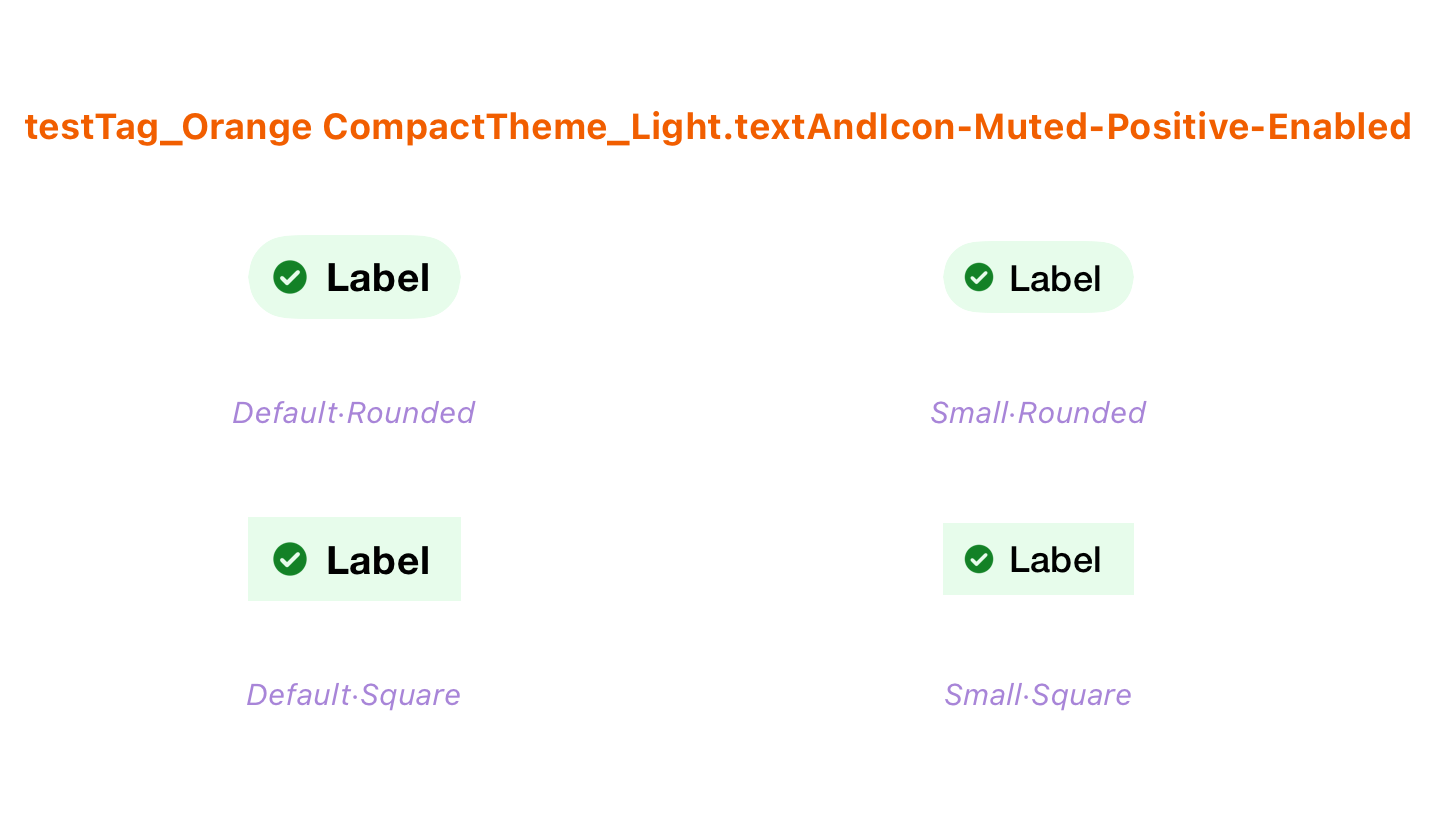 testTag_Orange CompactTheme_Light.textAndIcon-Muted-Positive-Enabled
Label
Label
Default·Rounded
Small·Rounded
Label
Label
Default·Square
Small·Square